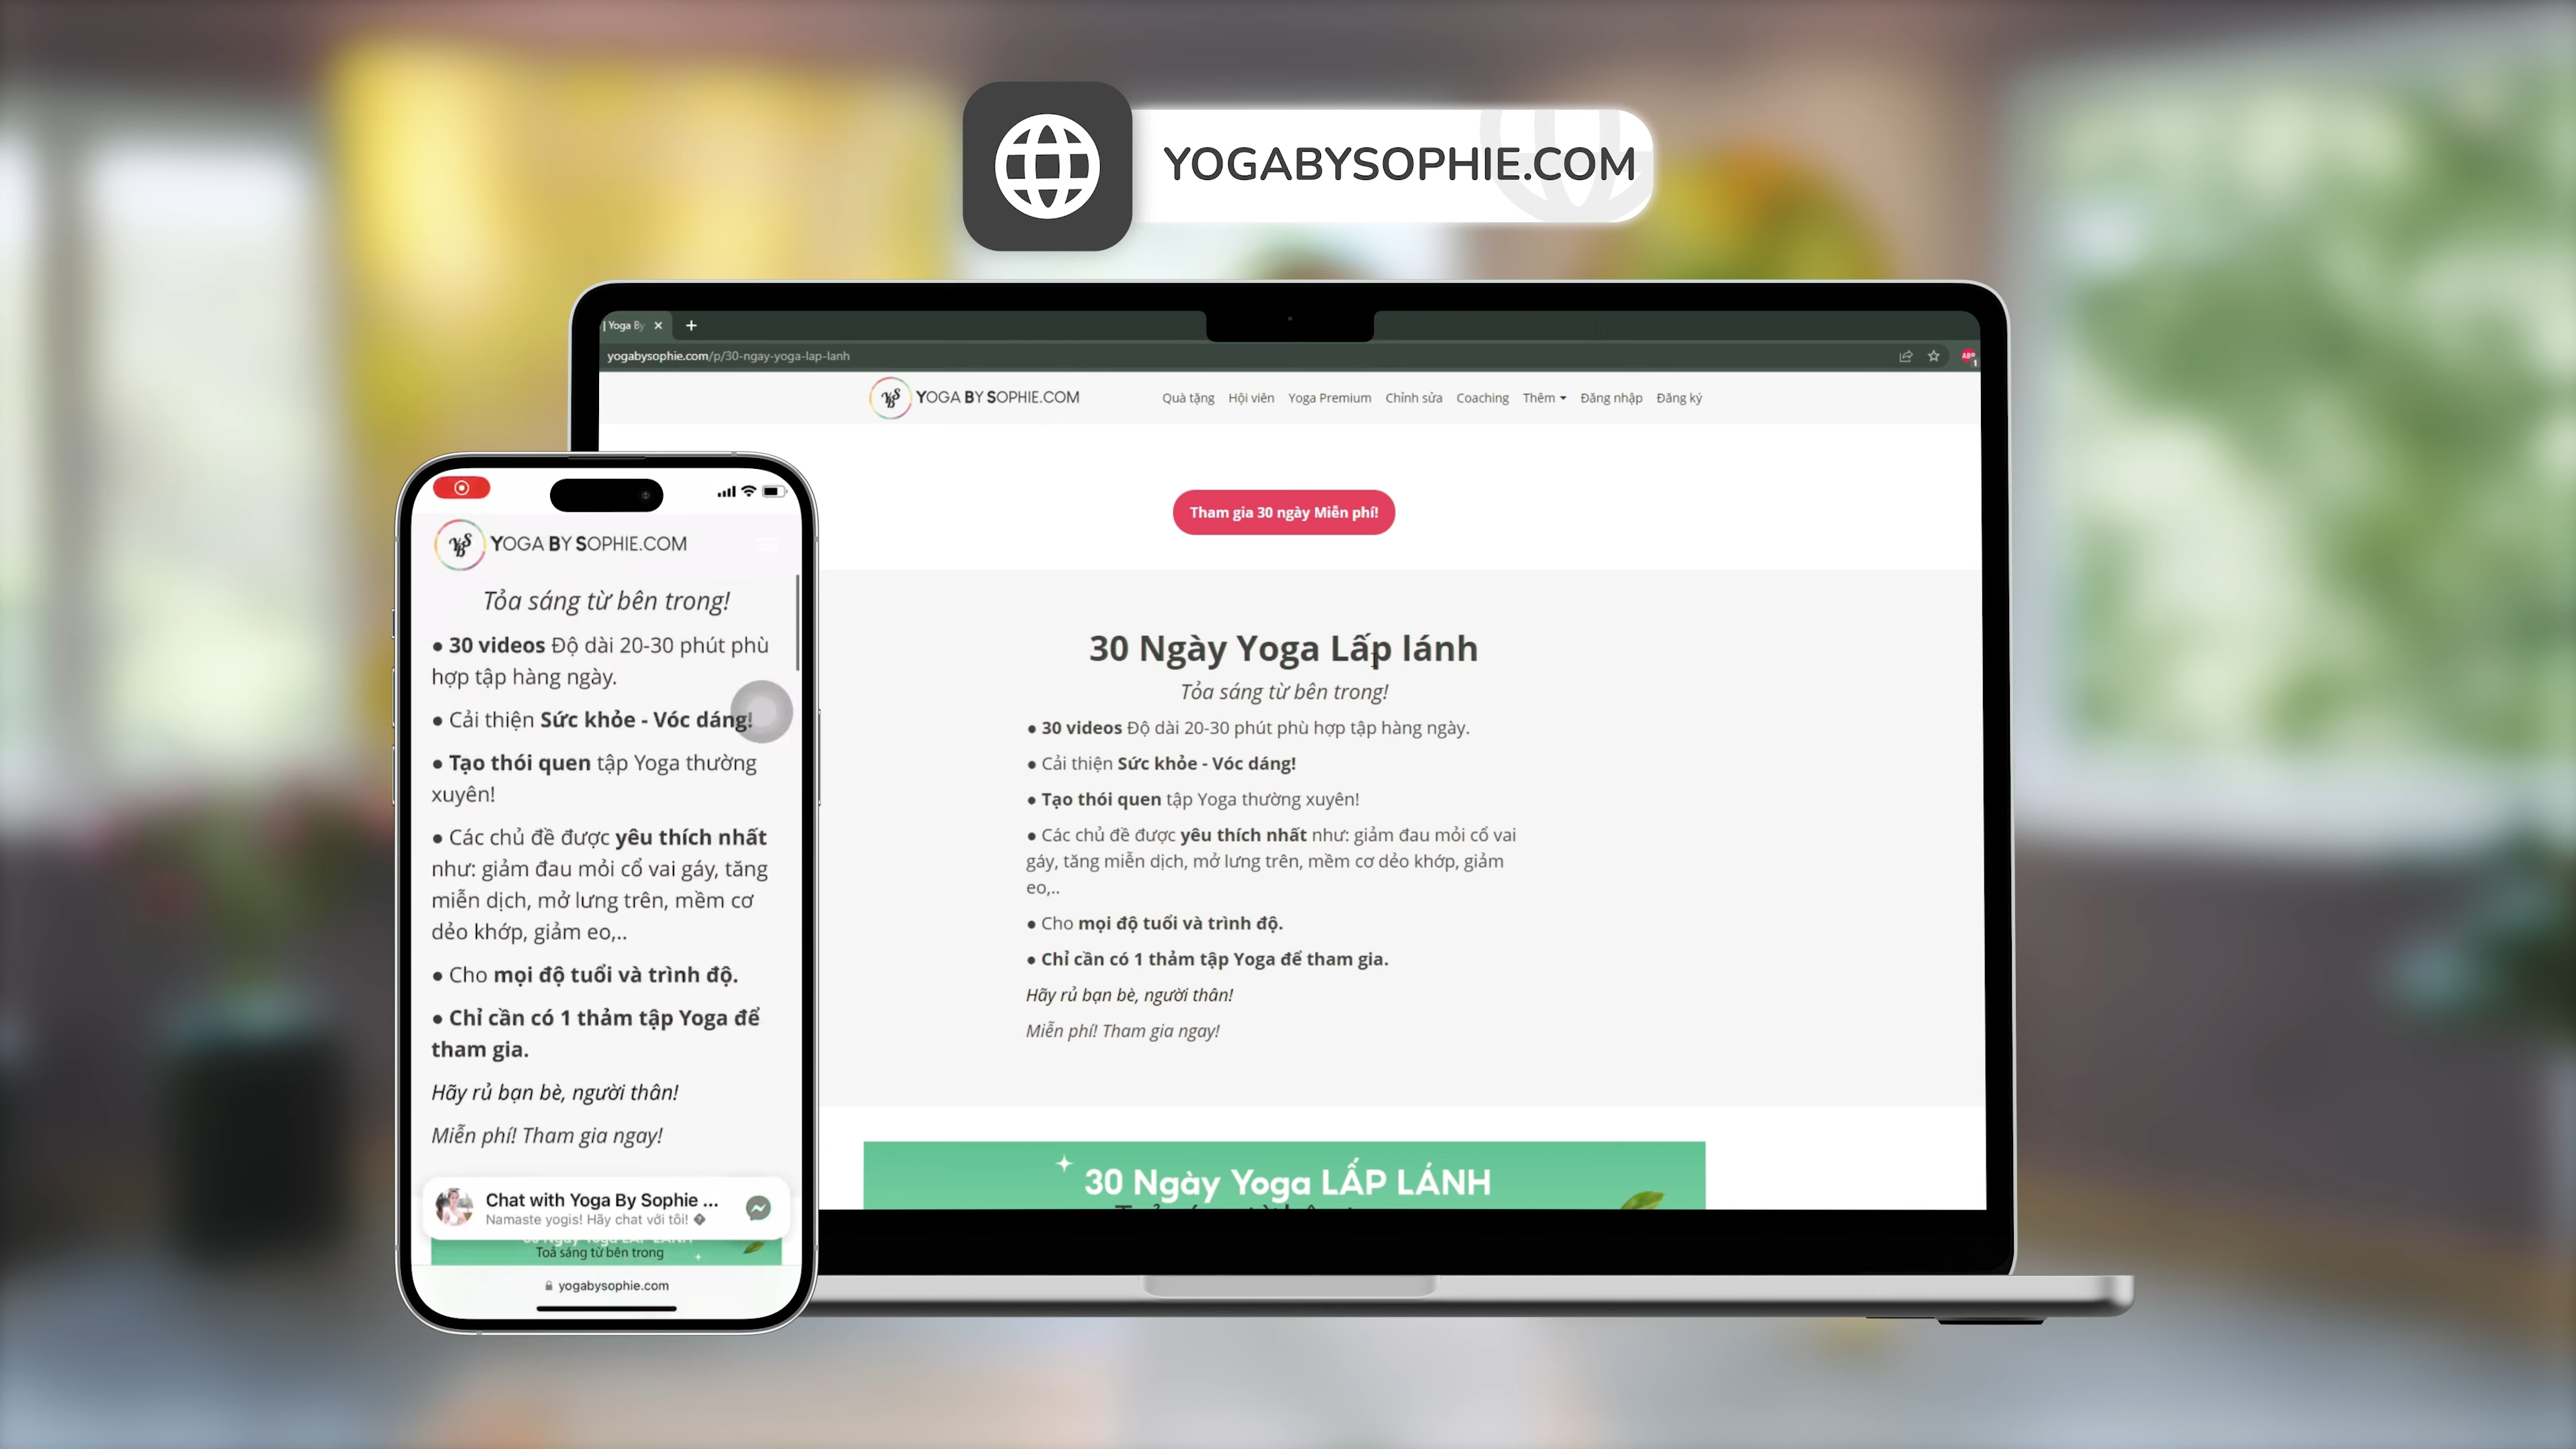 YOGABYSOPHIE.COM
| Yoga By
yogabysophie.com/p/30-ngay-yoga-lap-lanh
ABP
1
YBS
YOGA BY SOPHIE.COM
Quà tặng Hội viên Yoga Premium Chỉnh sửa Coaching Thêm Đăng nhập Đăng ký
Tham gia 30 ngày Miễn phí!
30 Ngày Yoga Lấp lánh
Tỏa sáng từ bên trong!
● 30 videos Độ dài 20-30 phút phù hợp tập hàng ngày.
● Cải thiện Sức khỏe - Vóc dáng!
● Tạo thói quen tập Yoga thường xuyên!
● Các chủ đề được yêu thích nhất như: giảm đau mỏi cổ vai
gáy, tăng miễn dịch, mở lưng trên, mềm cơ dẻo khớp, giảm
eo,..
● Cho mọi độ tuổi và trình độ.
● Chỉ cần có 1 thảm tập Yoga để tham gia.
Hãy rủ bạn bè, người thân!
Miễn phí! Tham gia ngay!
30 Ngày Yoga LẤP LÁNH
YBS
YOGA BY SOPHIE.COM
Tỏa sáng từ bên trong!
● 30 videos Độ dài 20-30 phút phù
hợp tập hàng ngày.
● Cải thiện Sức khỏe - Vóc dáng!
● Tạo thói quen tập Yoga thường
xuyên!
● Các chủ đề được yêu thích nhất
như: giảm đau mỏi cổ vai gáy, tăng
miễn dịch, mở lưng trên, mềm cơ
dẻo khớp, giảm eo,..
● Cho mọi độ tuổi và trình độ.
● Chỉ cần có 1 thảm tập Yoga để
tham gia.
Hãy rủ bạn bè, người thân!
Miễn phí! Tham gia ngay!
Chat with Yoga By Sophie ...
Namaste yogis! Hãy chat với tôi!
Toả sáng từ bên trong
yogabysophie.com